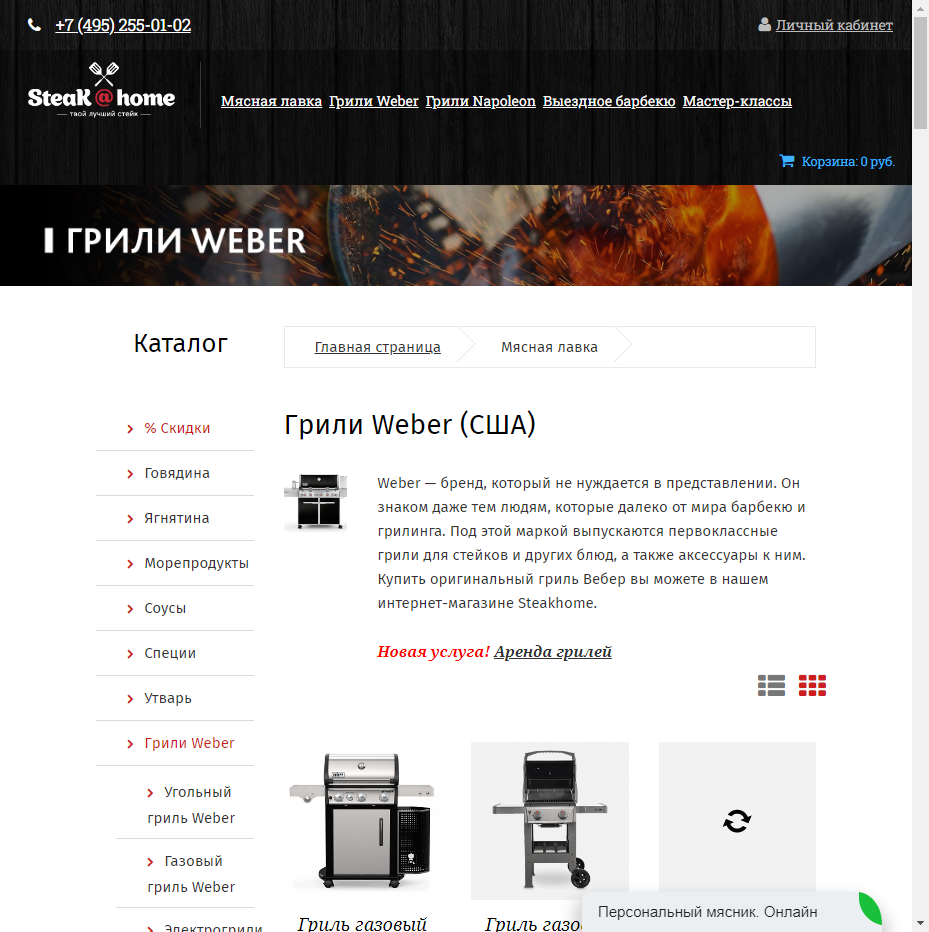 +7 (495) 255-01-02
Личный кабинет
Steak@home
твой лучший стейк
Мясная лавка Грили Weber Грили Napoleon Выездное барбекю Мастер-классы
Корзина: 0 руб.
ГРИЛИ WEBER
Каталог
% Скидки
Говядина
Ягнятина
Морепродукты
Соусы
Специи
Утварь
Грили Weber
Угольный
гриль Weber
Газовый
гриль Weber
Электрогрили
Главная страница
Мясная лавка
Грили Weber (США)
Weber — бренд, который не нуждается в представлении. Он
знаком даже тем людям, которые далеко от мира барбекю и
грилинга. Под этой маркой выпускаются первоклассные
грили для стейков и других блюд, а также аксессуары к ним.
Купить оригинальный гриль Вебер вы можете в нашем
интернет-магазине Steakhome.
Новая услуга! Аренда грилей
Гриль газовый
Гриль газо
Персональный мясник. Онлайн